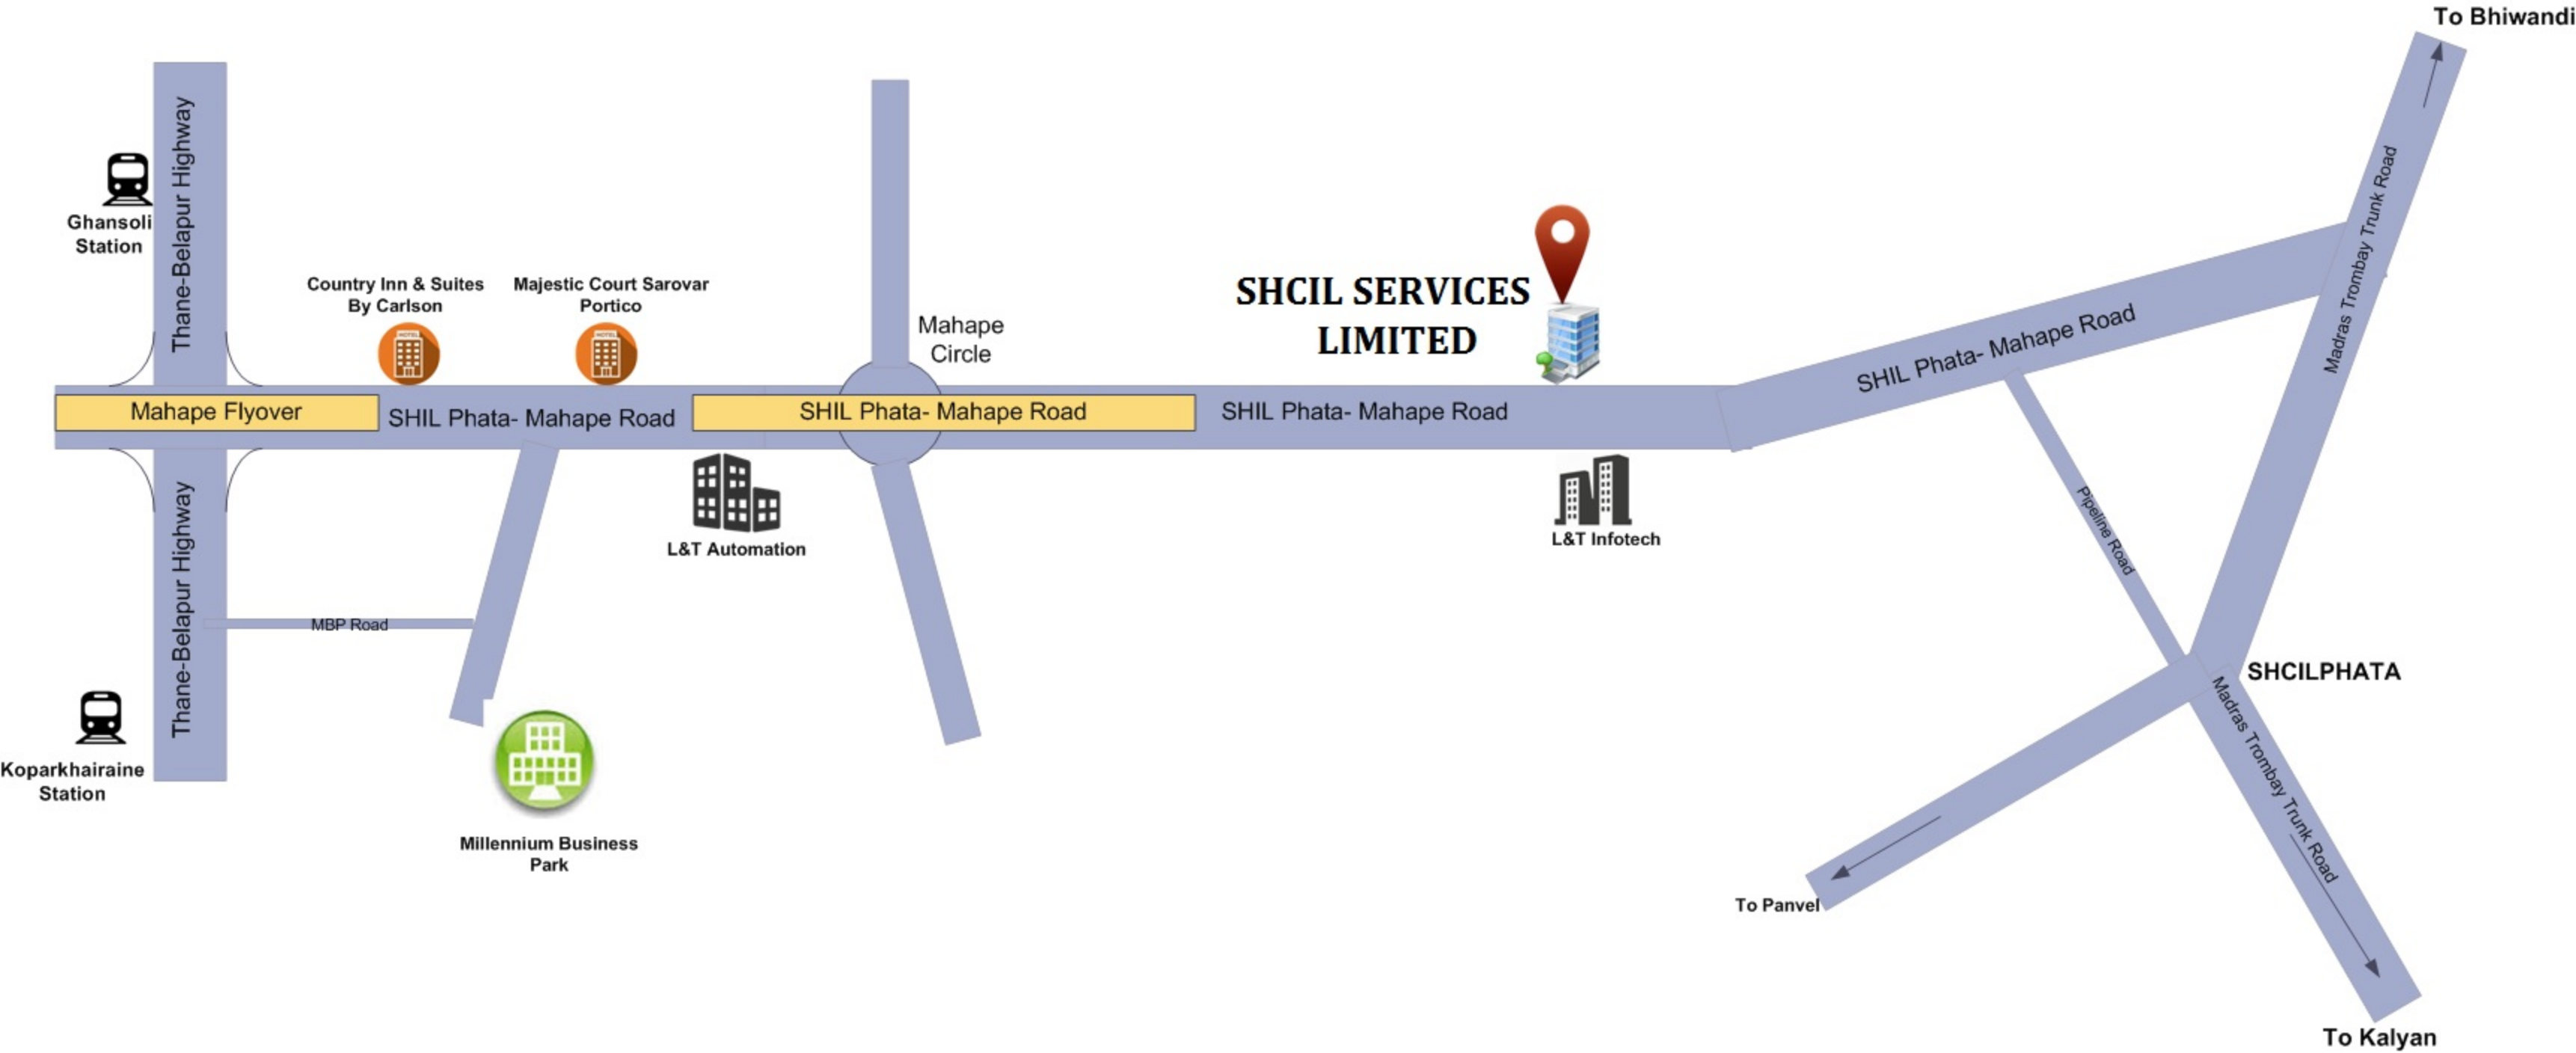 To Bhiwandi
Thane-Belapur Highway
Ghansoli
Station
Country Inn & Suites
By Carlson
HOTEL
Majestic Court Sarovar
Portico
HOTEL
Mahape
Circle
SHCIL SERVICES
LIMITED
Madras Trombay Trunk Road
SHIL Phata- Mahape Road
Mahape Flyover
SHIL Phata- Mahape Road
SHIL Phata- Mahape Road
SHIL Phata- Mahape Road
L&T Automation
L&T Infotech
Pipeline Road
Thane-Belapur Highway
MBP Road
SHCILPHATA
Koparkhairaine
Station
Madras Trombay Trunk Road
Millennium Business
Park
To Panvel
To Kalyan